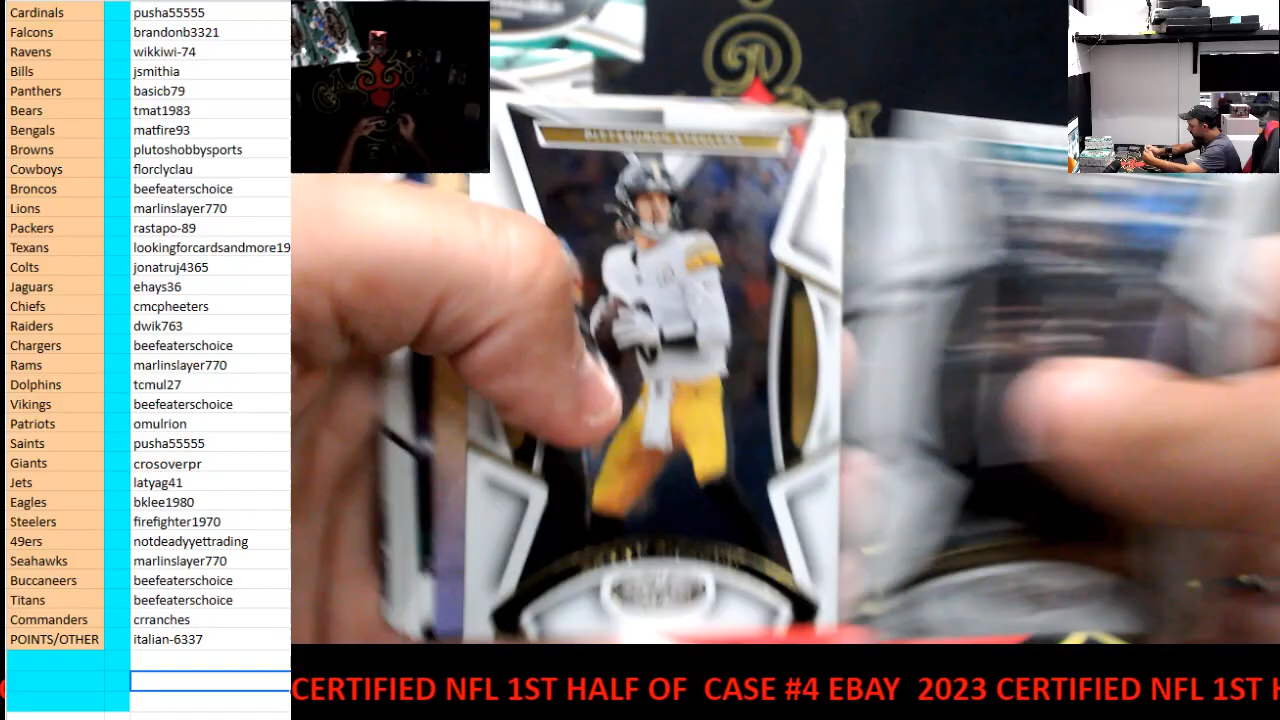 Cardinals pusha55555
Falcons brandonb3321
Ravens wikkiwi-74
Bills jsmithia
Panthers basicb79
Bears tmat1983
Bengals matfire93
Browns plutoshobbysports
Cowboys florclyclau
Broncos beefeaterschoice
Lions marlinslayer770
Packers rastapo-89
Texans lookingforcardsandmore19
Colts jonatruj4365
Jaguars ehays36
Chiefs cmcpheeters
Raiders dwik763
Chargers beefeaterschoice
Rams marlinslayer770
Dolphins tcmul27
Vikings beefeaterschoice
Patriots omulrion
Saints pusha55555
Giants crosoverpr
Jets latyag41
Eagles bklee1980
Steelers firefighter1970
49ers notdeadyyettrading
Seahawks marlinslayer770
Buccaneers beefeaterschoice
Titans beefeaterschoice
Commanders crranches
POINTS/OTHER italian-6337
PITTSBURGH STEELERS
CERTIFIED NFL 1ST HALF OF CASE #4 EBAY 2023 CERTIFIED NFL 1ST